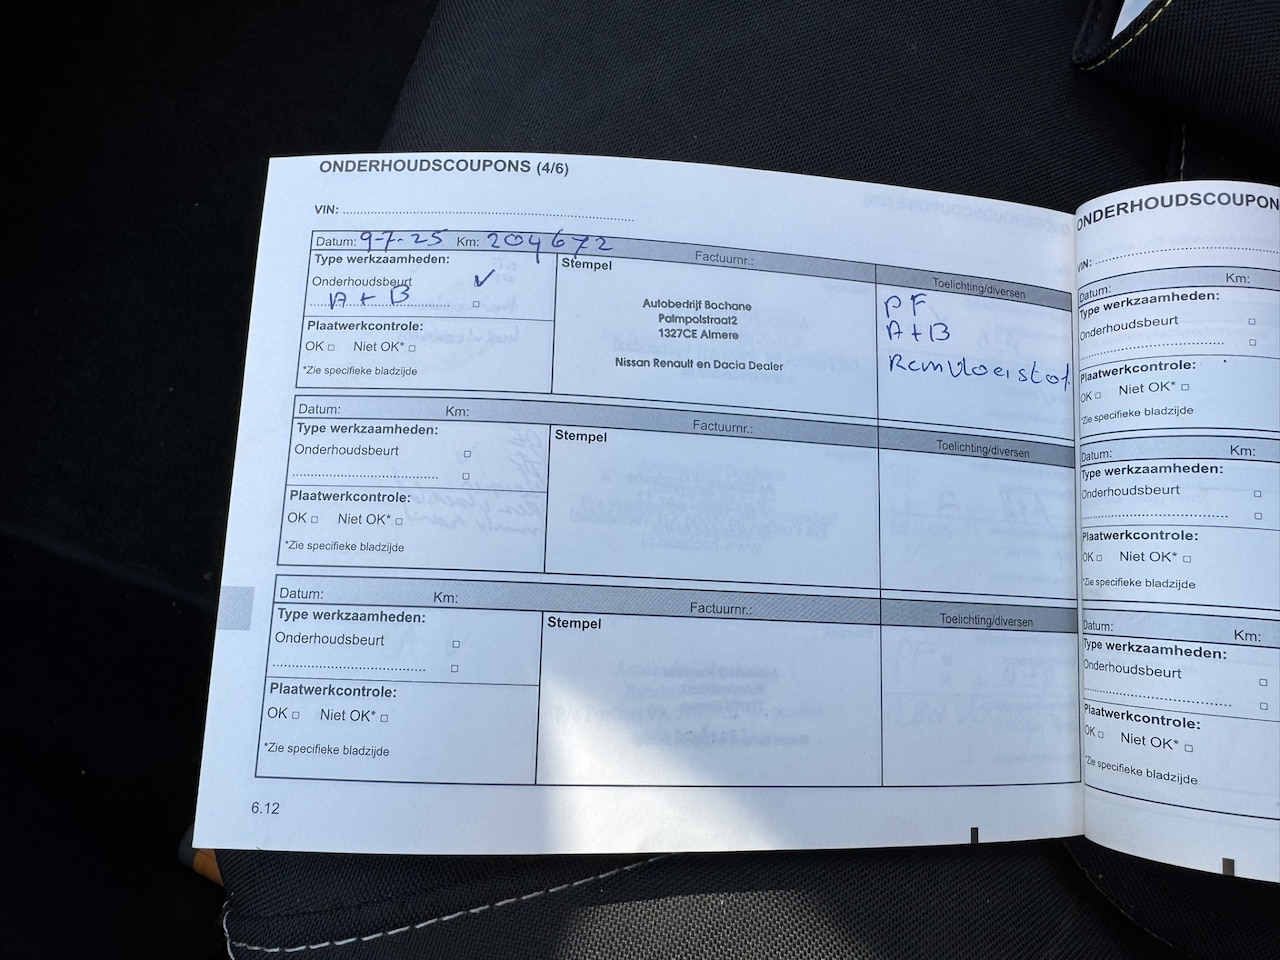 ONDERHOUDSCOUPONS (4/6)
VIN:
Datum: 9-7-25 Km: 204672 Factuurnr.:
Type werkzaamheden:
Onderhoudsbeurt ✓
A + B
Plaatwerkcontrole:
OK □ Niet OK* □
*Zie specifieke bladzijde
Stempel
Autobedrijf Bochane
Palmpolstraat2
1327CE Almere
Nissan Renault en Dacia Dealer
Toelichting/diversen
PF
A+B
Remvloeistof
Datum: Km: Factuurnr.:
Type werkzaamheden:
Onderhoudsbeurt □
□
Plaatwerkcontrole:
OK □ Niet OK* □
*Zie specifieke bladzijde
Stempel
Toelichting/diversen
Datum: Km: Factuurnr.:
Type werkzaamheden:
Onderhoudsbeurt □
□
Plaatwerkcontrole:
OK □ Niet OK* □
*Zie specifieke bladzijde
Stempel
Toelichting/diversen
6.12
ONDERHOUDSCOUPON
VIN:
Datum: Km:
Type werkzaamheden:
Onderhoudsbeurt □
□
Plaatwerkcontrole:
OK □ Niet OK* □
*Zie specifieke bladzijde
Datum: Km:
Type werkzaamheden:
Onderhoudsbeurt □
□
Plaatwerkcontrole:
OK □ Niet OK* □
*Zie specifieke bladzijde
Datum: Km:
Type werkzaamheden:
Onderhoudsbeurt □
□
Plaatwerkcontrole:
OK □ Niet OK* □
*Zie specifieke bladzijde